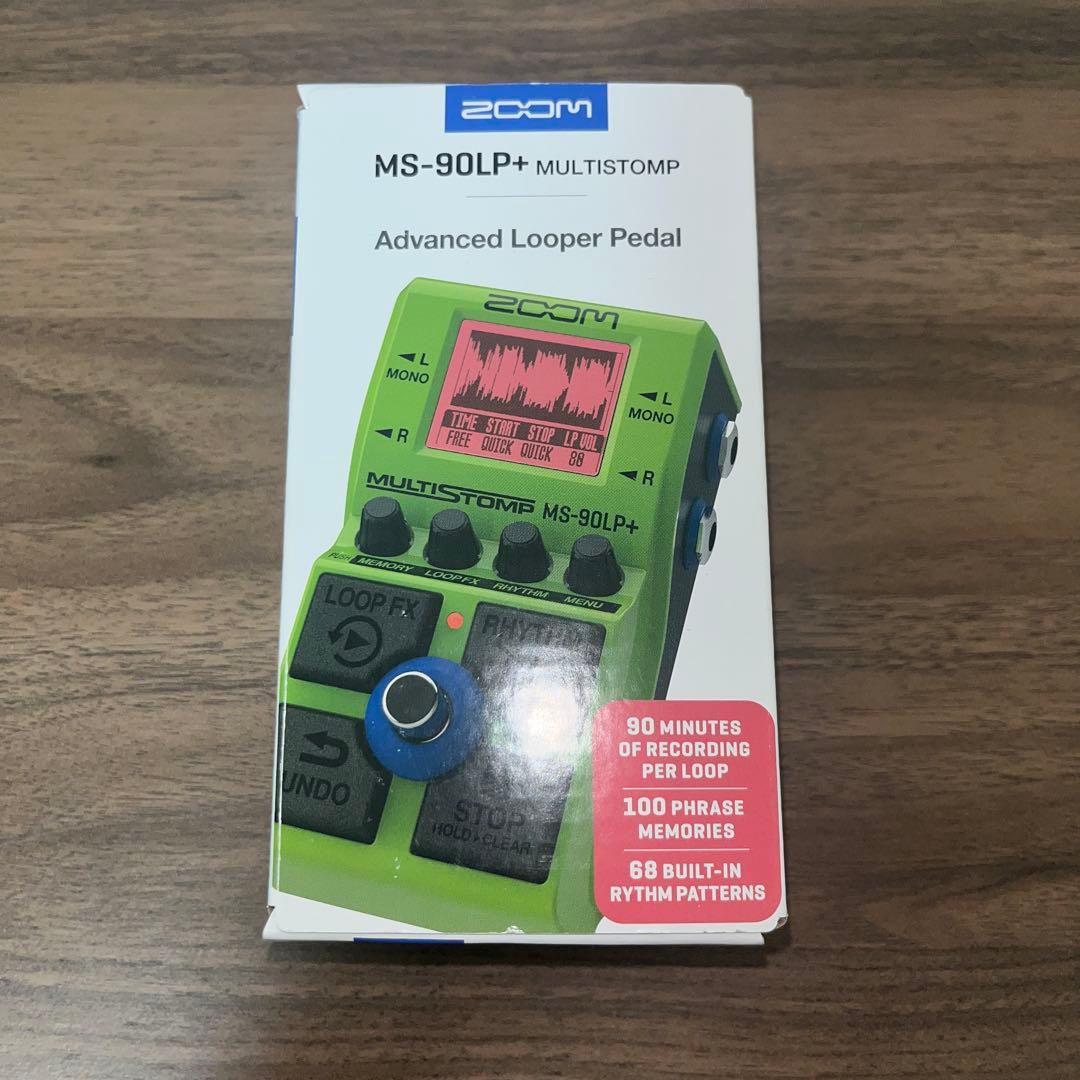 ZOOM
MS-90LP+ MULTISTOMP
Advanced Looper Pedal
ZOOM
L
MONO
R
L
MONO
R
TIME START STOP LP VOL
FREE QUICK QUICK 80
MULTISTOMP MS-90LP+
PUSH MEMORY LOOP FX RHYTHM MENU
LOOP FX
RHYTHM
UNDO
STOP
HOLD▸CLEAR
90 MINUTES
OF RECORDING
PER LOOP
100 PHRASE
MEMORIES
68 BUILT-IN
RYTHM PATTERNS